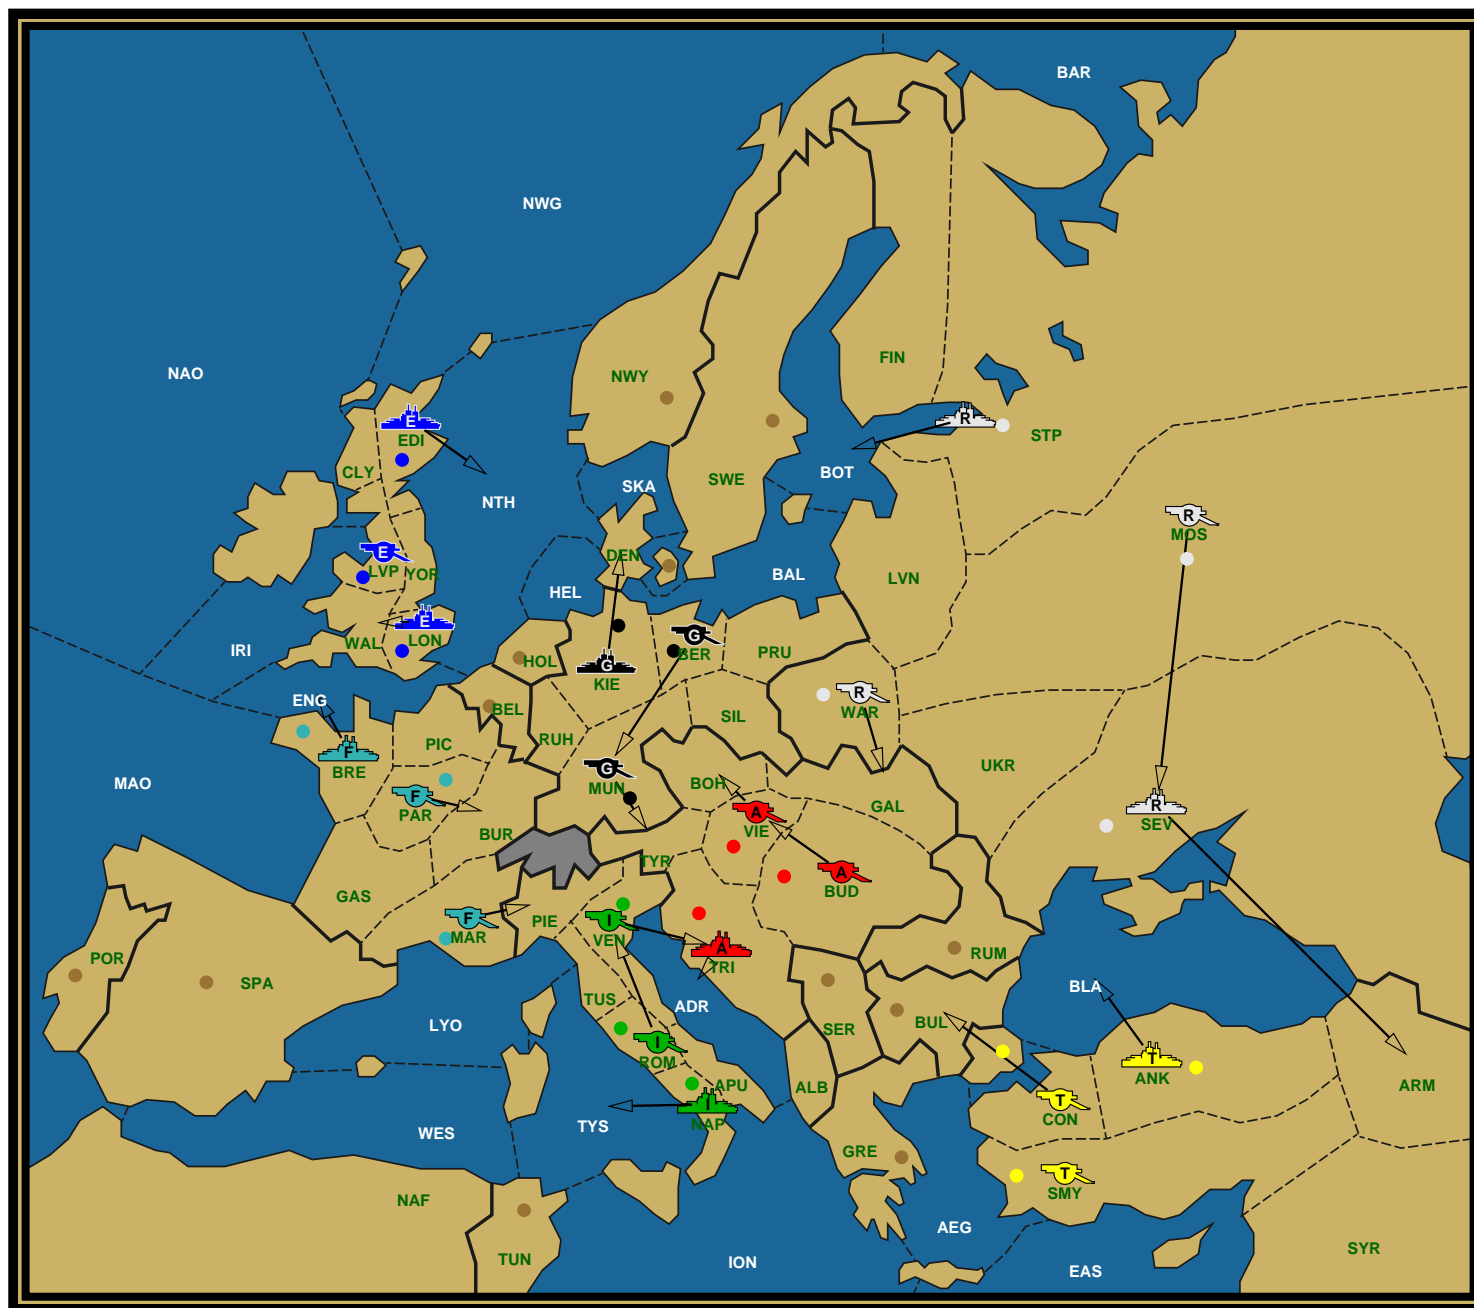 BAR
NWG
NAO
FIN
NWY
E
EDI
R
STP
CLY
NTH
SKA
SWE
BOT
R
MOS
E
LVP
YOR
DEN
BAL
LVN
HEL
E
LON
WAL
IRI
G
BER
PRU
HOL
G
KIE
ENG
BEL
SIL
R
WAR
F
BRE
PIC
RUH
UKR
MAO
G
MUN
BOH
F
PAR
GAL
A
VIE
R
SEV
BUR
TYR
A
BUD
GAS
F
MAR
PIE
I
VEN
A
TRI
POR
SPA
RUM
BLA
TUS
ADR
LYO
SER
BUL
I
ROM
T
ANK
APU
ALB
T
CON
ARM
I
NAP
WES
TYS
GRE
T
SMY
NAF
AEG
TUN
ION
EAS
SYR